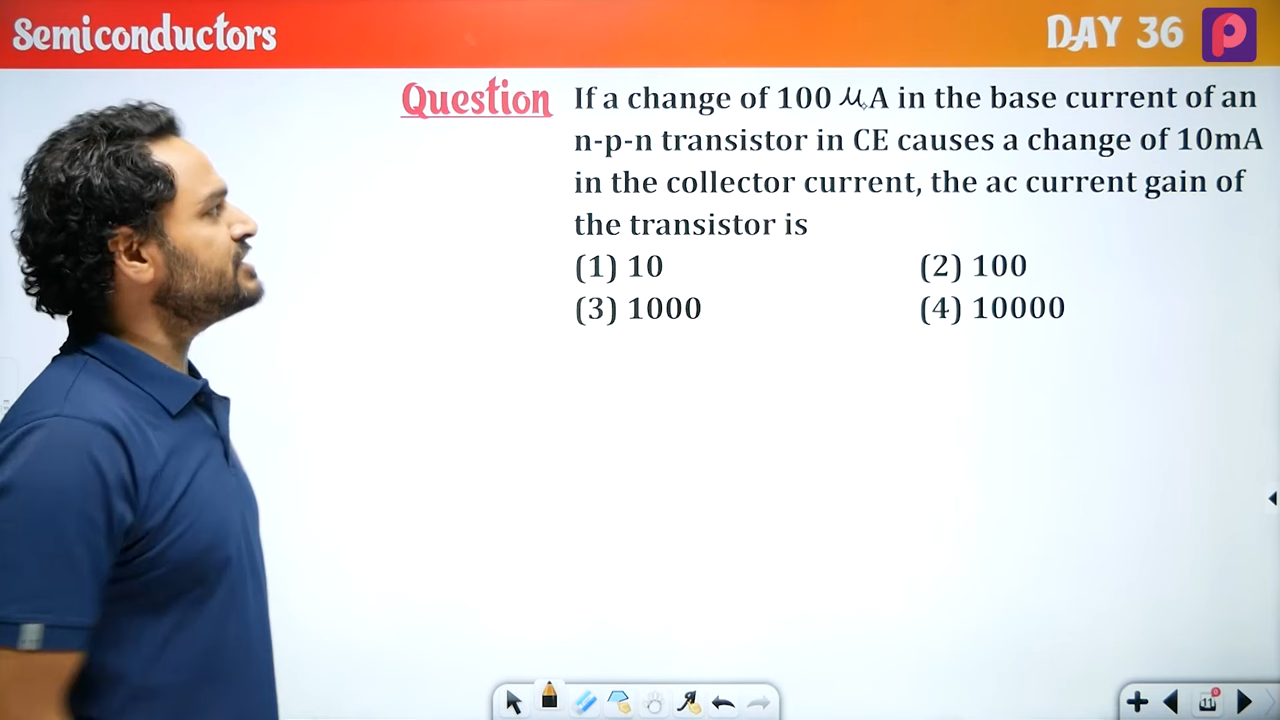 Semiconductors
DAY 36
Question If a change of 100 μA in the base current of an
n-p-n transistor in CE causes a change of 10mA
in the collector current, the ac current gain of
the transistor is
(1) 10 (2) 100
(3) 1000 (4) 10000
11